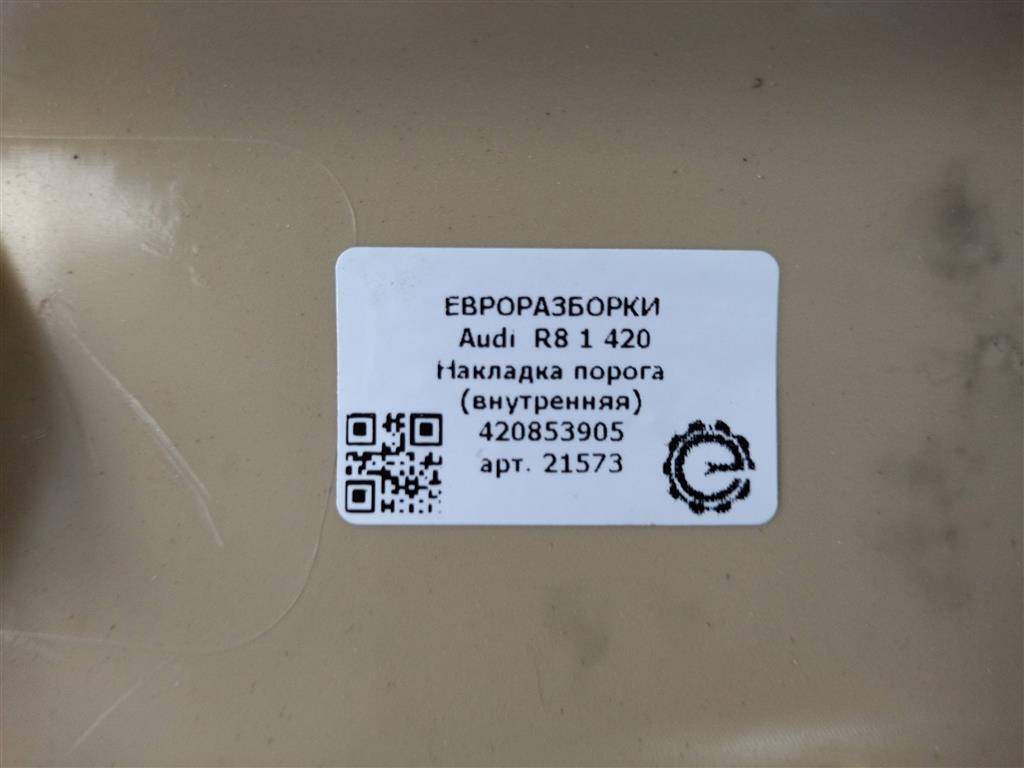 ЕВРОРАЗБОРКИ
Audi R8 1 420
Накладка порога
(внутренняя)
420853905
арт. 21573